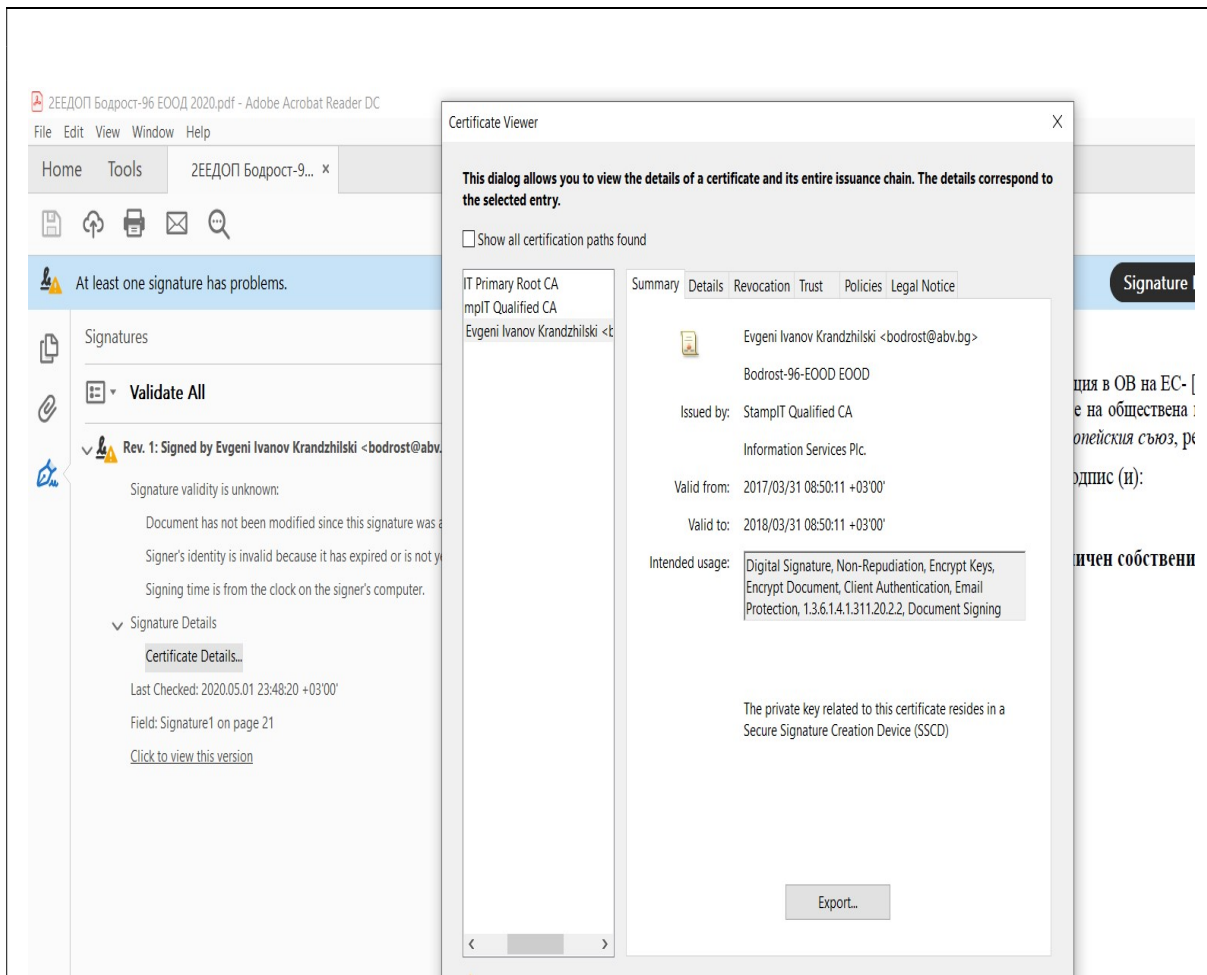 2ЕЕДОП Бодрост-96 ЕООД 2020.pdf - Adobe Acrobat Reader DC
File Edit View Window Help
Home Tools 2ЕЕДОП Бодрост-9... ×
At least one signature has problems.
Signature
Signatures
Validate All
Rev. 1: Signed by Evgeni Ivanov Krandzhilski <bodrost@abv.
Signature validity is unknown:
Document has not been modified since this signature was
Signer's identity is invalid because it has expired or is not
Signing time is from the clock on the signer's computer.
Signature Details
Certificate Details...
Last Checked: 2020.05.01 23:48:20 +03'00'
Field: Signature1 on page 21
Click to view this version
Certificate Viewer
X
This dialog allows you to view the details of a certificate and its entire issuance chain. The details correspond to
the selected entry.
Show all certification paths found
IT Primary Root CA
mpIT Qualified CA
Evgeni Ivanov Krandzhilski <b
Summary Details Revocation Trust Policies Legal Notice
Evgeni Ivanov Krandzhilski <bodrost@abv.bg>
Bodrost-96-EOOD EOOD
Issued by: StampIT Qualified CA
Information Services Plc.
Valid from: 2017/03/31 08:50:11 +03'00'
Valid to: 2018/03/31 08:50:11 +03'00'
Intended usage: Digital Signature, Non-Repudiation, Encrypt Keys,
Encrypt Document, Client Authentication, Email
Protection, 1.3.6.1.4.1.311.20.2.2, Document Signing
The private key related to this certificate resides in a
Secure Signature Creation Device (SSCD)
Export...
ция в ОВ на ЕС- [
е на обществена
опейския съюз, ре
одпис (и):
ичен собствени